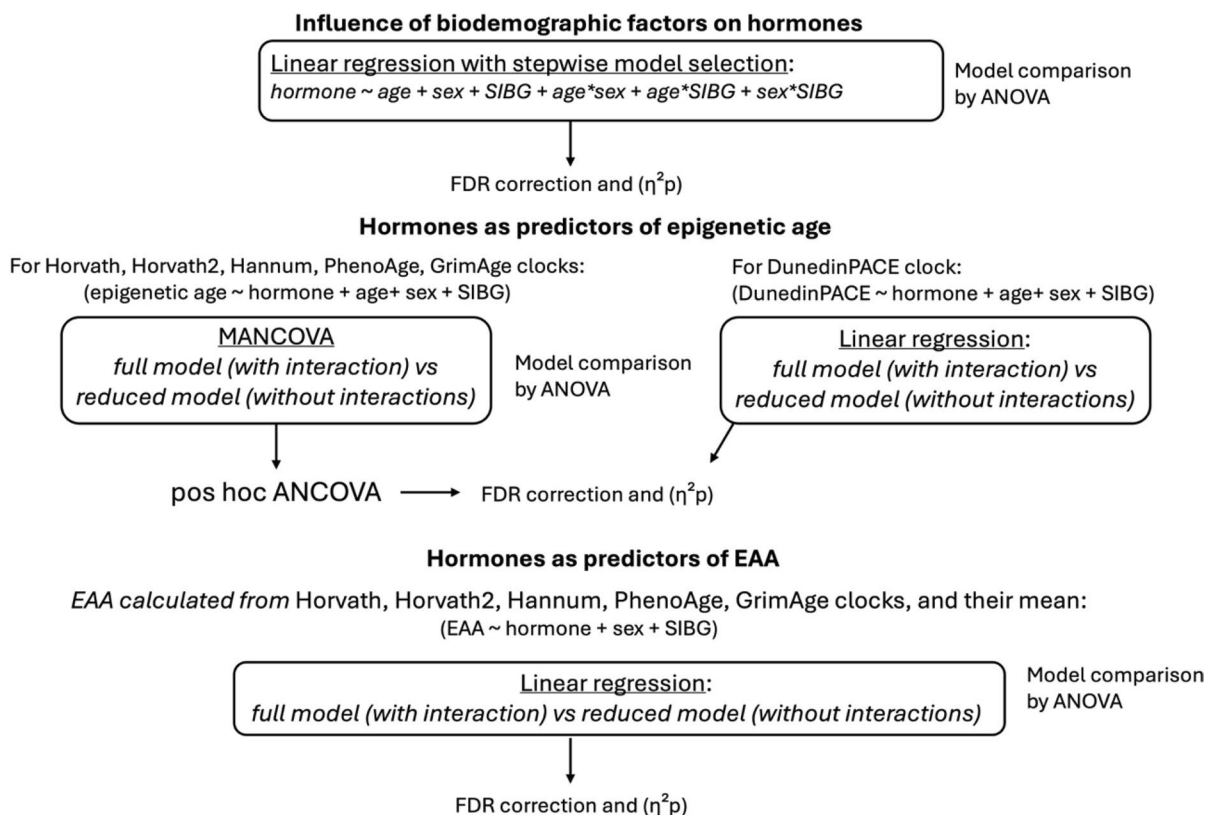 Influence of biodemographic factors on hormones
Linear regression with stepwise model selection:
hormone ~ age + sex + SIBG + age*sex + age*SIBG + sex*SIBG
Model comparison
by ANOVA
FDR correction and (η²p)
Hormones as predictors of epigenetic age
For Horvath, Horvath2, Hannum, PhenoAge, GrimAge clocks:
(epigenetic age ~ hormone + age+ sex + SIBG)
MANCOVA
full model (with interaction) vs
reduced model (without interactions)
Model comparison
by ANOVA
For DunedinPACE clock:
(DunedinPACE ~ hormone + age+ sex + SIBG)
Linear regression:
full model (with interaction) vs
reduced model (without interactions)
pos hoc ANCOVA
FDR correction and (η²p)
Hormones as predictors of EAA
EAA calculated from Horvath, Horvath2, Hannum, PhenoAge, GrimAge clocks, and their mean:
(EAA ~ hormone + sex + SIBG)
Linear regression:
full model (with interaction) vs reduced model (without interactions)
Model comparison
by ANOVA
FDR correction and (η²p)